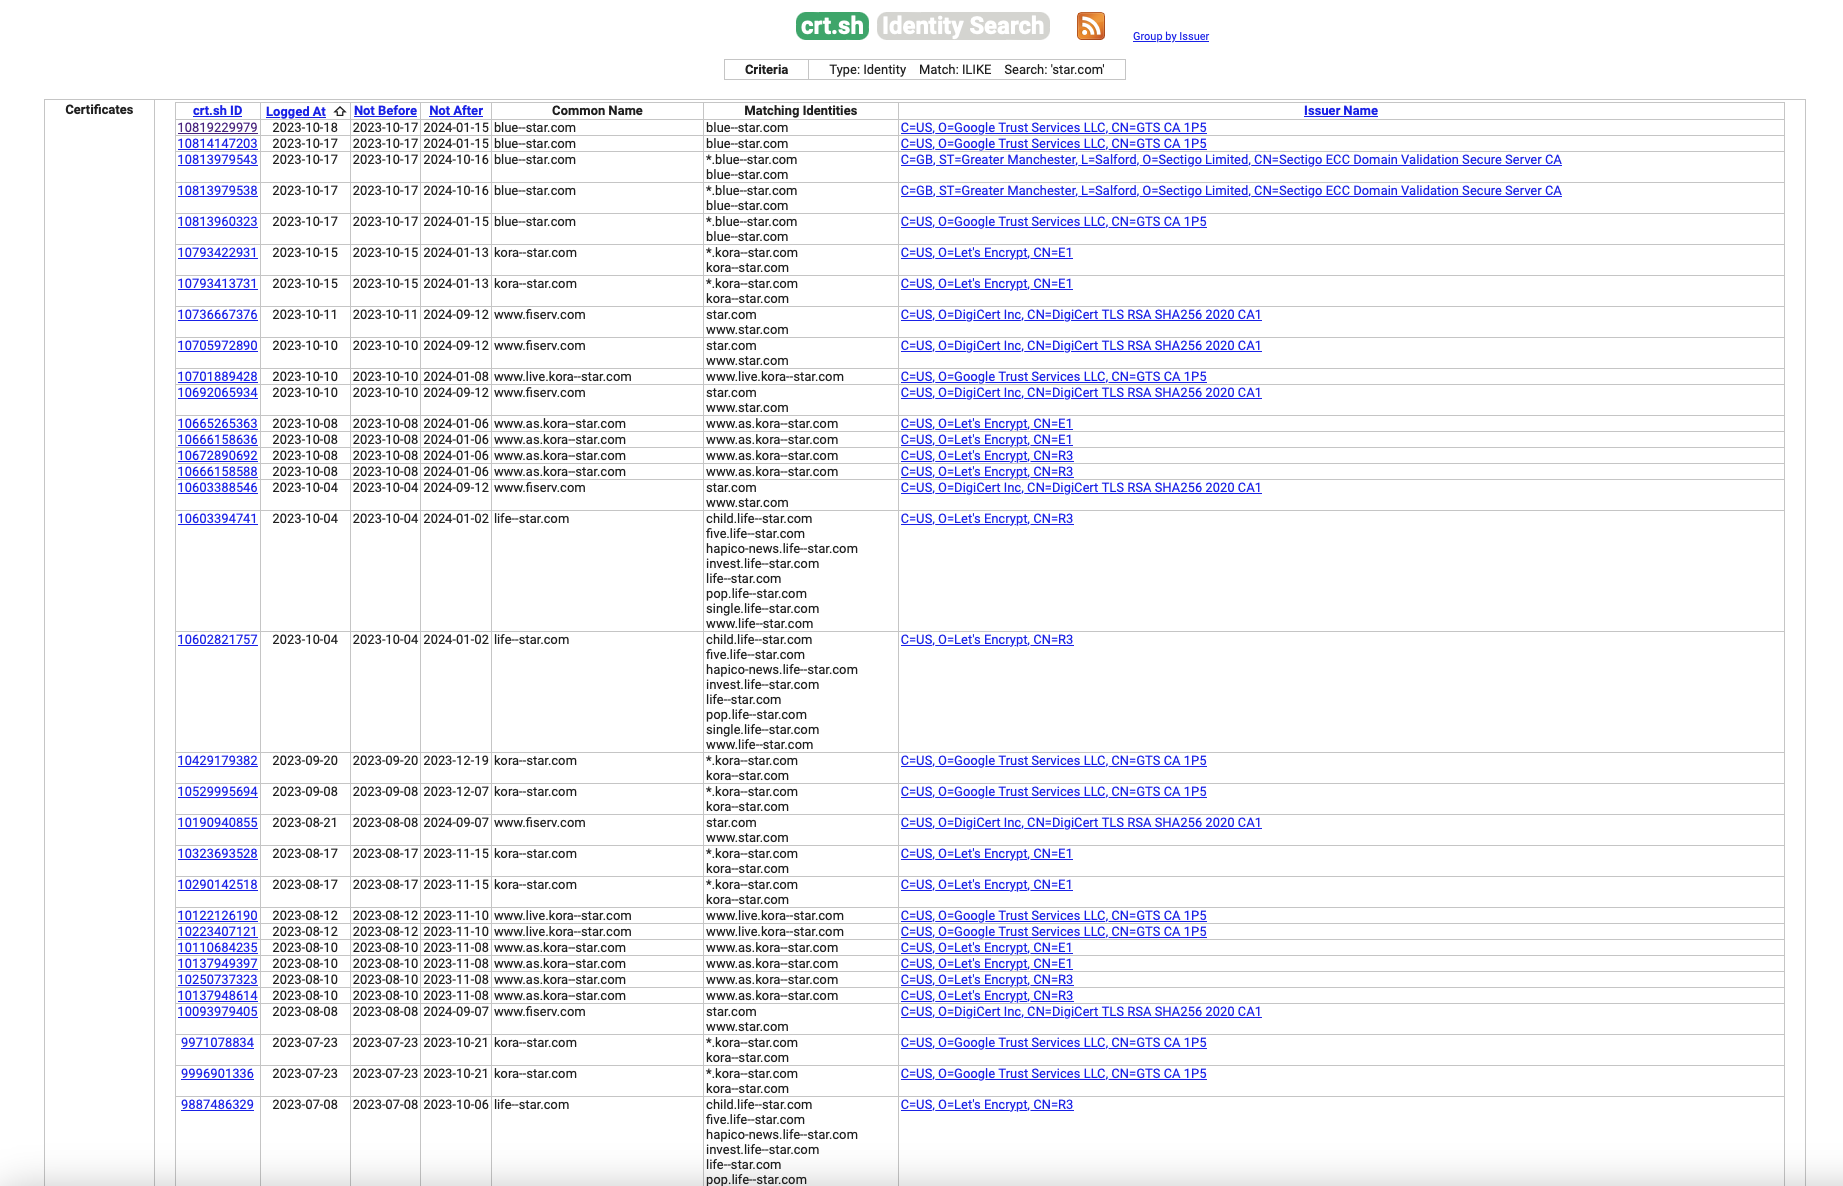 crt.sh Identity Search Group by Issuer
Criteria Type: Identity Match: ILIKE Search: 'star.com'
Certificates
crt.sh ID Logged At ⇧ Not Before Not After Common Name Matching Identities Issuer Name
10819229979 2023-10-18 2023-10-17 2024-01-15 blue--star.com blue--star.com C=US, O=Google Trust Services LLC, CN=GTS CA 1P5
10814147203 2023-10-17 2023-10-17 2024-01-15 blue--star.com blue--star.com C=US, O=Google Trust Services LLC, CN=GTS CA 1P5
10813979543 2023-10-17 2023-10-17 2024-10-16 blue--star.com *.blue--star.com C=GB, ST=Greater Manchester, L=Salford, O=Sectigo Limited, CN=Sectigo ECC Domain Validation Secure Server CA
blue--star.com
10813979538 2023-10-17 2023-10-17 2024-10-16 blue--star.com *.blue--star.com C=GB, ST=Greater Manchester, L=Salford, O=Sectigo Limited, CN=Sectigo ECC Domain Validation Secure Server CA
blue--star.com
10813960323 2023-10-17 2023-10-17 2024-01-15 blue--star.com *.blue--star.com C=US, O=Google Trust Services LLC, CN=GTS CA 1P5
blue--star.com
10793422931 2023-10-15 2023-10-15 2024-01-13 kora--star.com *.kora--star.com C=US, O=Let's Encrypt, CN=E1
kora--star.com
10793413731 2023-10-15 2023-10-15 2024-01-13 kora--star.com *.kora--star.com C=US, O=Let's Encrypt, CN=E1
kora--star.com
10736667376 2023-10-11 2023-10-11 2024-09-12 www.fiserv.com star.com C=US, O=DigiCert Inc, CN=DigiCert TLS RSA SHA256 2020 CA1
www.star.com
10705972890 2023-10-10 2023-10-10 2024-09-12 www.fiserv.com star.com C=US, O=DigiCert Inc, CN=DigiCert TLS RSA SHA256 2020 CA1
www.star.com
10701889428 2023-10-10 2023-10-10 2024-01-08 www.live.kora--star.com www.live.kora--star.com C=US, O=Google Trust Services LLC, CN=GTS CA 1P5
10692065934 2023-10-10 2023-10-10 2024-09-12 www.fiserv.com star.com C=US, O=DigiCert Inc, CN=DigiCert TLS RSA SHA256 2020 CA1
www.star.com
10665265363 2023-10-08 2023-10-08 2024-01-06 www.as.kora--star.com www.as.kora--star.com C=US, O=Let's Encrypt, CN=E1
10666158636 2023-10-08 2023-10-08 2024-01-06 www.as.kora--star.com www.as.kora--star.com C=US, O=Let's Encrypt, CN=E1
10672890692 2023-10-08 2023-10-08 2024-01-06 www.as.kora--star.com www.as.kora--star.com C=US, O=Let's Encrypt, CN=R3
10666158588 2023-10-08 2023-10-08 2024-01-06 www.as.kora--star.com www.as.kora--star.com C=US, O=Let's Encrypt, CN=R3
10603388546 2023-10-04 2023-10-04 2024-09-12 www.fiserv.com star.com C=US, O=DigiCert Inc, CN=DigiCert TLS RSA SHA256 2020 CA1
www.star.com
10603394741 2023-10-04 2023-10-04 2024-01-02 life--star.com child.life--star.com C=US, O=Let's Encrypt, CN=R3
five.life--star.com
hapico-news.life--star.com
invest.life--star.com
life--star.com
pop.life--star.com
single.life--star.com
www.life--star.com
10602821757 2023-10-04 2023-10-04 2024-01-02 life--star.com child.life--star.com C=US, O=Let's Encrypt, CN=R3
five.life--star.com
hapico-news.life--star.com
invest.life--star.com
life--star.com
pop.life--star.com
single.life--star.com
www.life--star.com
10429179382 2023-09-20 2023-09-20 2023-12-19 kora--star.com *.kora--star.com C=US, O=Google Trust Services LLC, CN=GTS CA 1P5
kora--star.com
10529995694 2023-09-08 2023-09-08 2023-12-07 kora--star.com *.kora--star.com C=US, O=Google Trust Services LLC, CN=GTS CA 1P5
kora--star.com
10190940855 2023-08-21 2023-08-08 2024-09-07 www.fiserv.com star.com C=US, O=DigiCert Inc, CN=DigiCert TLS RSA SHA256 2020 CA1
www.star.com
10323693528 2023-08-17 2023-08-17 2023-11-15 kora--star.com *.kora--star.com C=US, O=Let's Encrypt, CN=E1
kora--star.com
10290142518 2023-08-17 2023-08-17 2023-11-15 kora--star.com *.kora--star.com C=US, O=Let's Encrypt, CN=E1
kora--star.com
10122126190 2023-08-12 2023-08-12 2023-11-10 www.live.kora--star.com www.live.kora--star.com C=US, O=Google Trust Services LLC, CN=GTS CA 1P5
10223407121 2023-08-12 2023-08-12 2023-11-10 www.live.kora--star.com www.live.kora--star.com C=US, O=Google Trust Services LLC, CN=GTS CA 1P5
10110684235 2023-08-10 2023-08-10 2023-11-08 www.as.kora--star.com www.as.kora--star.com C=US, O=Let's Encrypt, CN=E1
10137949397 2023-08-10 2023-08-10 2023-11-08 www.as.kora--star.com www.as.kora--star.com C=US, O=Let's Encrypt, CN=E1
10250737323 2023-08-10 2023-08-10 2023-11-08 www.as.kora--star.com www.as.kora--star.com C=US, O=Let's Encrypt, CN=R3
10137948614 2023-08-10 2023-08-10 2023-11-08 www.as.kora--star.com www.as.kora--star.com C=US, O=Let's Encrypt, CN=R3
10093979405 2023-08-08 2023-08-08 2024-09-07 www.fiserv.com star.com C=US, O=DigiCert Inc, CN=DigiCert TLS RSA SHA256 2020 CA1
www.star.com
9971078834 2023-07-23 2023-07-23 2023-10-21 kora--star.com *.kora--star.com C=US, O=Google Trust Services LLC, CN=GTS CA 1P5
kora--star.com
9996901336 2023-07-23 2023-07-23 2023-10-21 kora--star.com *.kora--star.com C=US, O=Google Trust Services LLC, CN=GTS CA 1P5
kora--star.com
9887486329 2023-07-08 2023-07-08 2023-10-06 life--star.com child.life--star.com C=US, O=Let's Encrypt, CN=R3
five.life--star.com
hapico-news.life--star.com
invest.life--star.com
life--star.com
pop.life--star.com